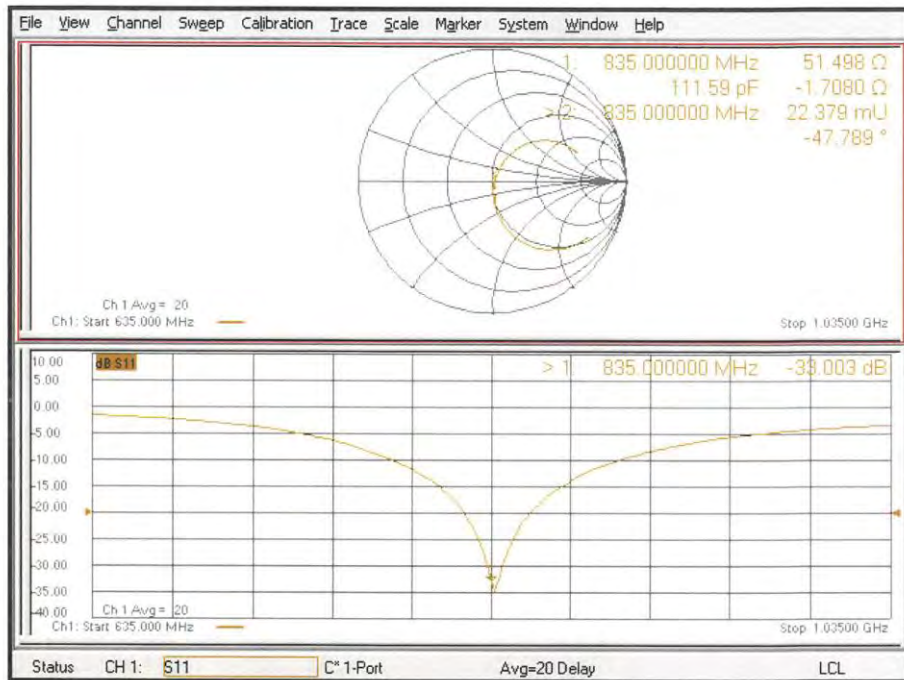 File View Channel Sweep Calibration Trace Scale Marker System Window Help
1: 835.000000 MHz 51.498 Ω
111.59 pF -1.7080 Ω
> 2: 835.000000 MHz 22.379 mU
-47.789 °
Ch 1 Avg = 20
Ch1: Start 635.000 MHz
Stop 1.03500 GHz
10.00
dB S11
> 1: 835.000000 MHz -33.003 dB
5.00
0.00
-5.00
-10.00
-15.00
-20.00
-25.00
-30.00
-35.00
-40.00
Ch 1 Avg = 20
Ch1: Start 635.000 MHz
Stop 1.03500 GHz
Status CH 1: S11 C* 1-Port Avg=20 Delay LCL